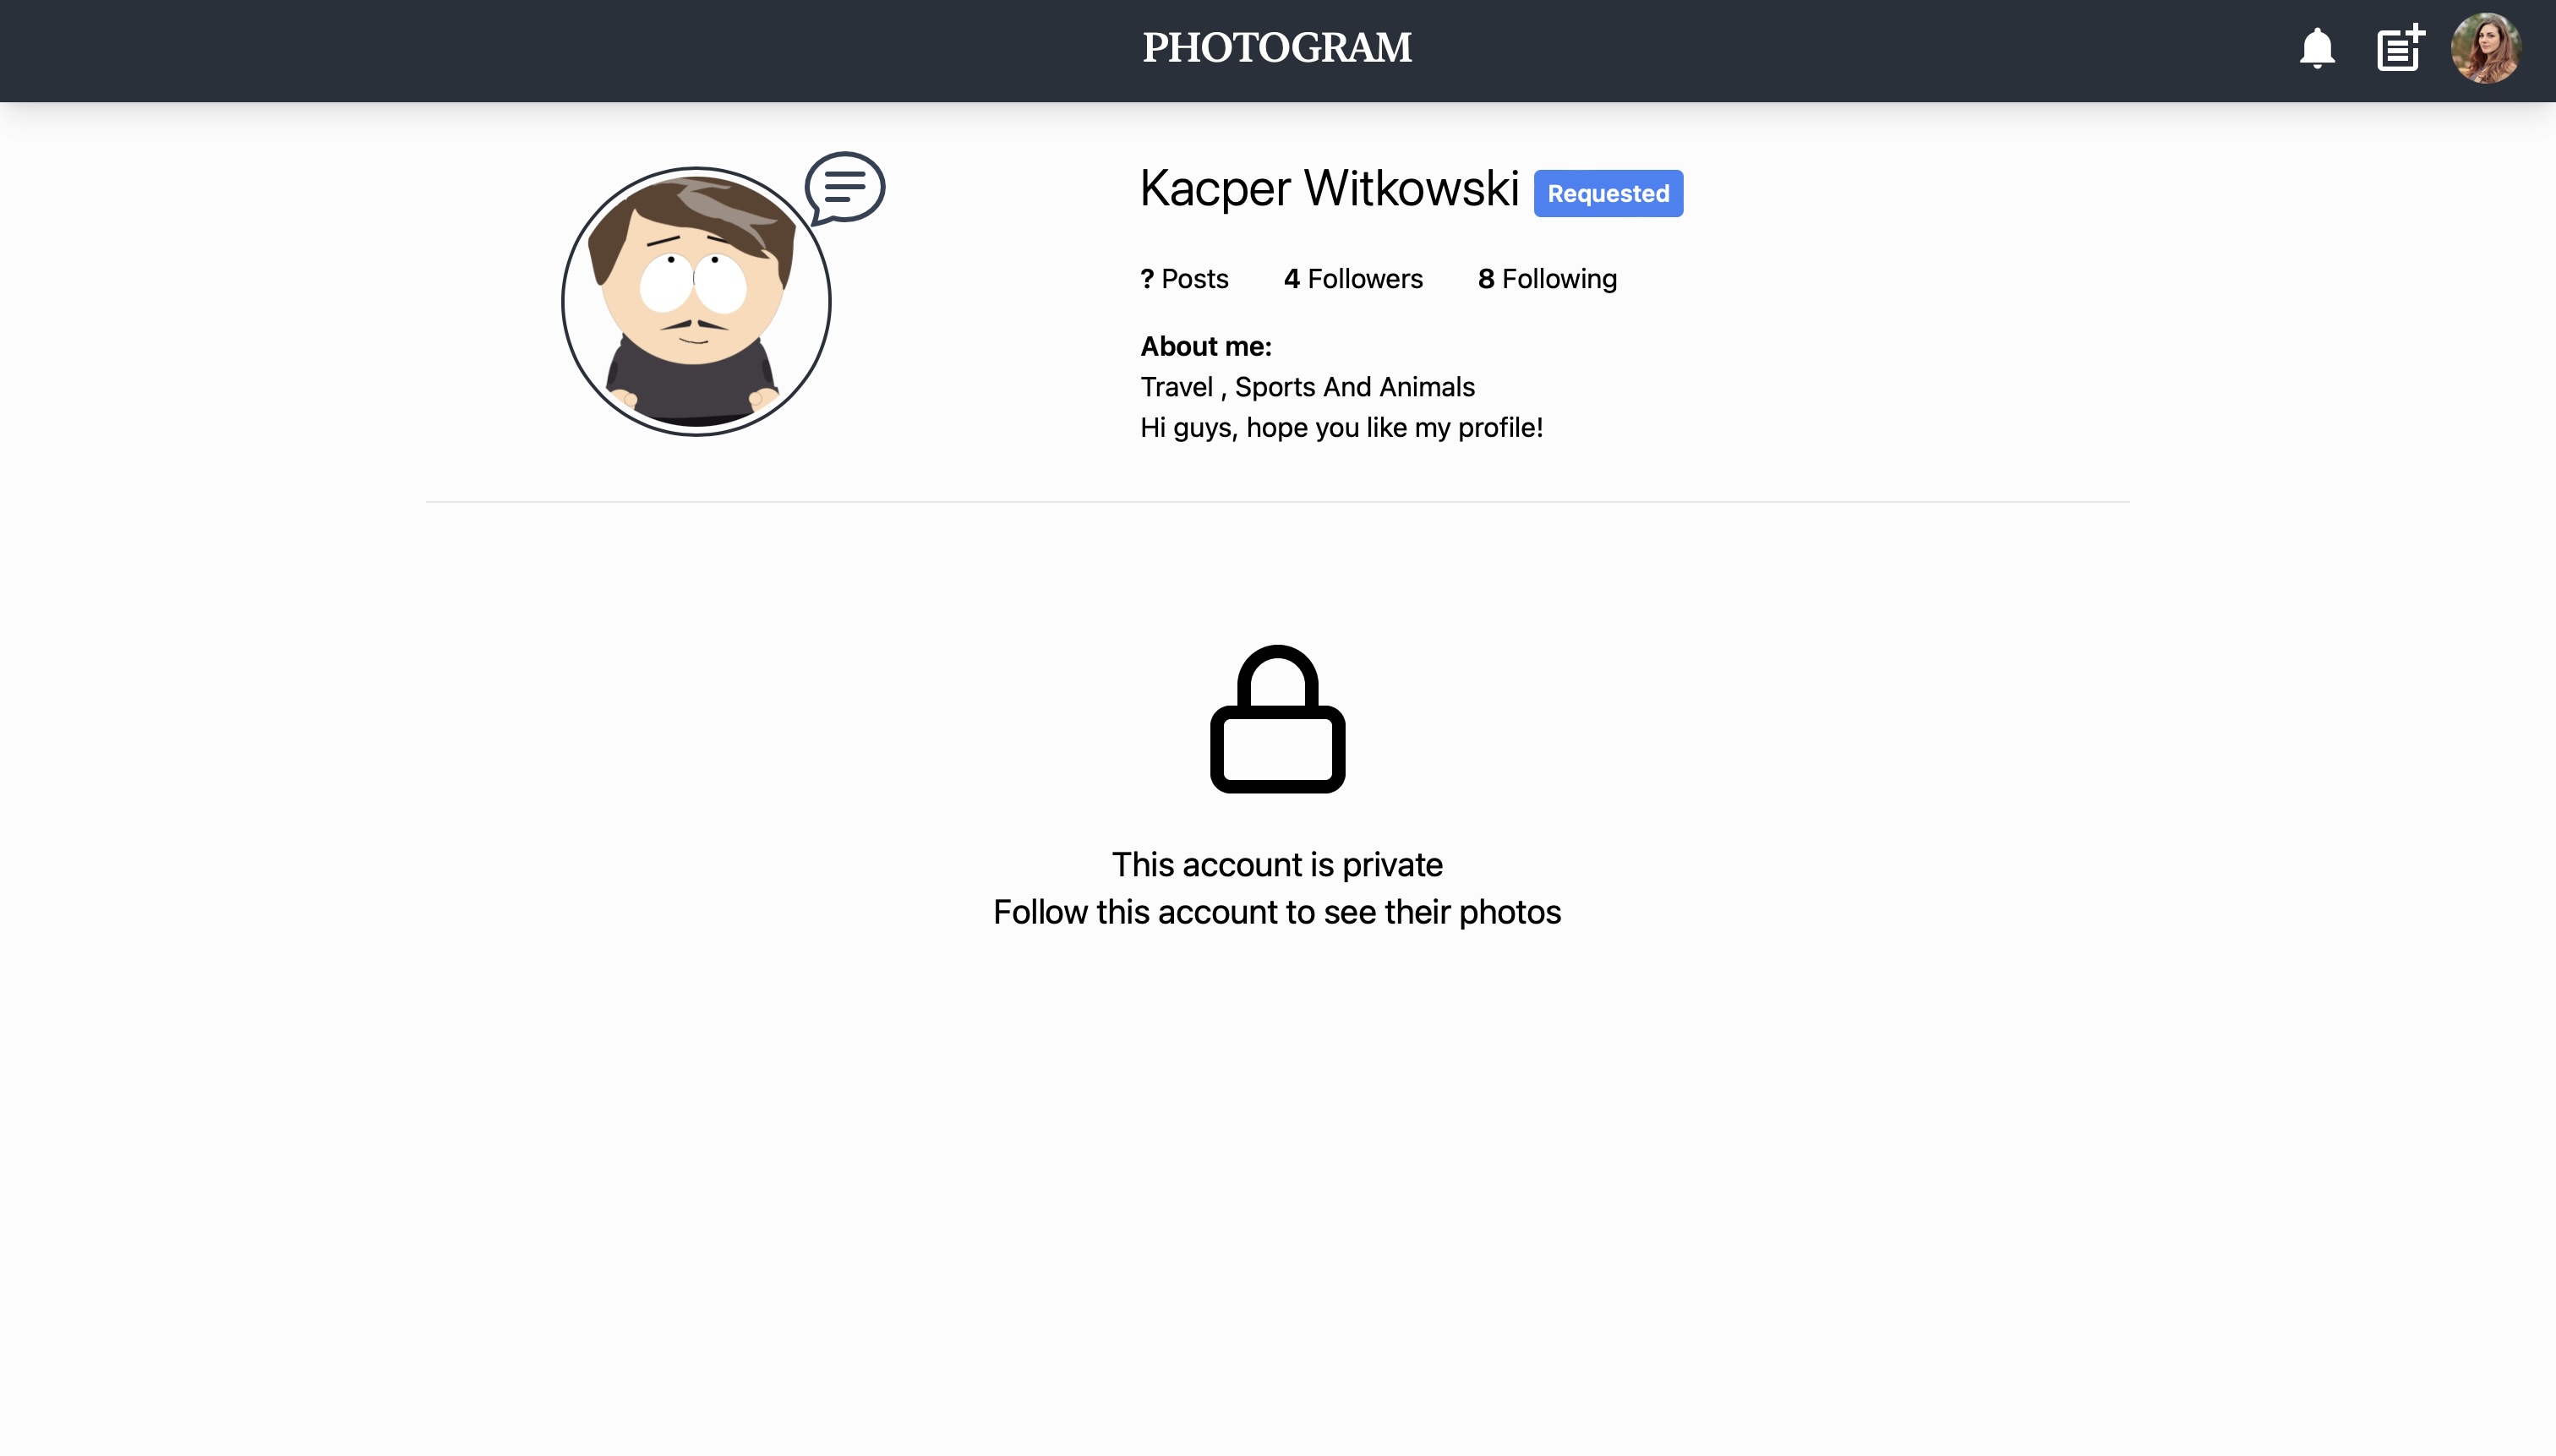 PHOTOGRAM
Kacper Witkowski Requested
? Posts 4 Followers 8 Following
About me:
Travel , Sports And Animals
Hi guys, hope you like my profile!
This account is private
Follow this account to see their photos